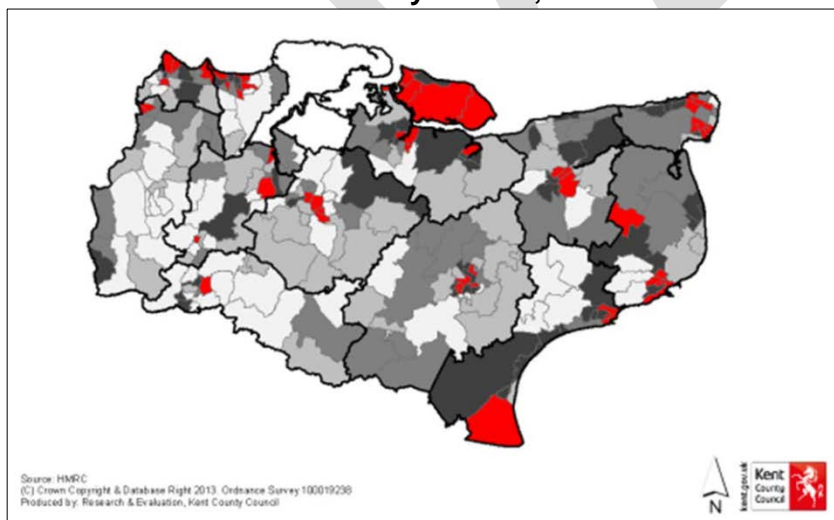 Source: HMRC
(C) Crown Copyright & Database Right 2013. Ordnance Survey 100019238
Produced by: Research & Evaluation, Kent County Council
N
kent.gov.uk
Kent
County
Council